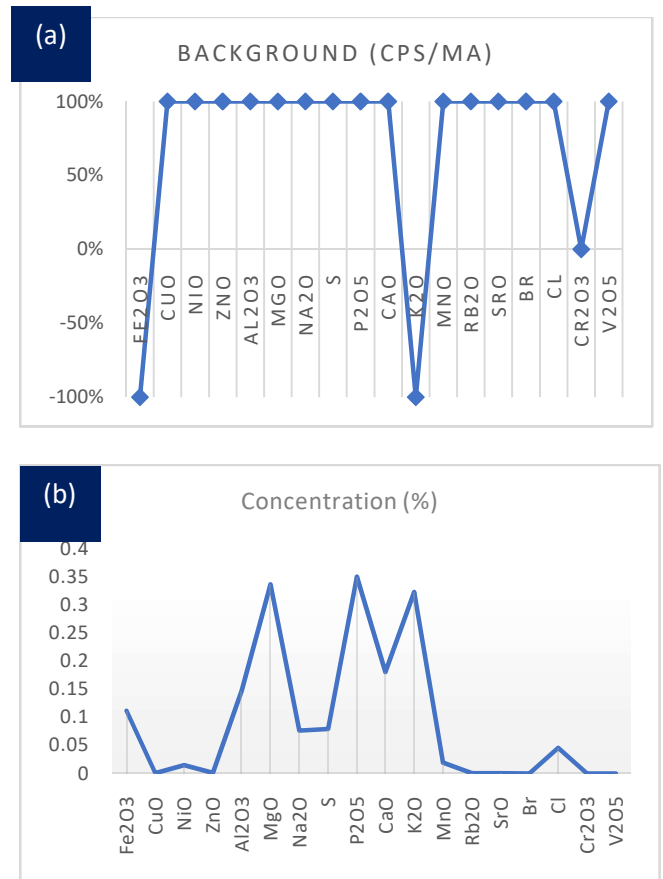 (a)
BACKGROUND (CPS/MA)
100%
50%
0%
-50%
-100%
FE2O3
CUO
NIO
ZNO
AL2O3
MGO
NA2O
S
P2O5
CAO
K2O
MNO
RB2O
SRO
BR
CL
CR2O3
V2O5
(b)
Concentration (%)
0.4
0.35
0.3
0.25
0.2
0.15
0.1
0.05
0
Fe2O3
CuO
NiO
ZnO
Al2O3
MgO
Na2O
S
P2O5
CaO
K2O
MnO
Rb2O
SrO
Br
Cl
Cr2O3
V2O5